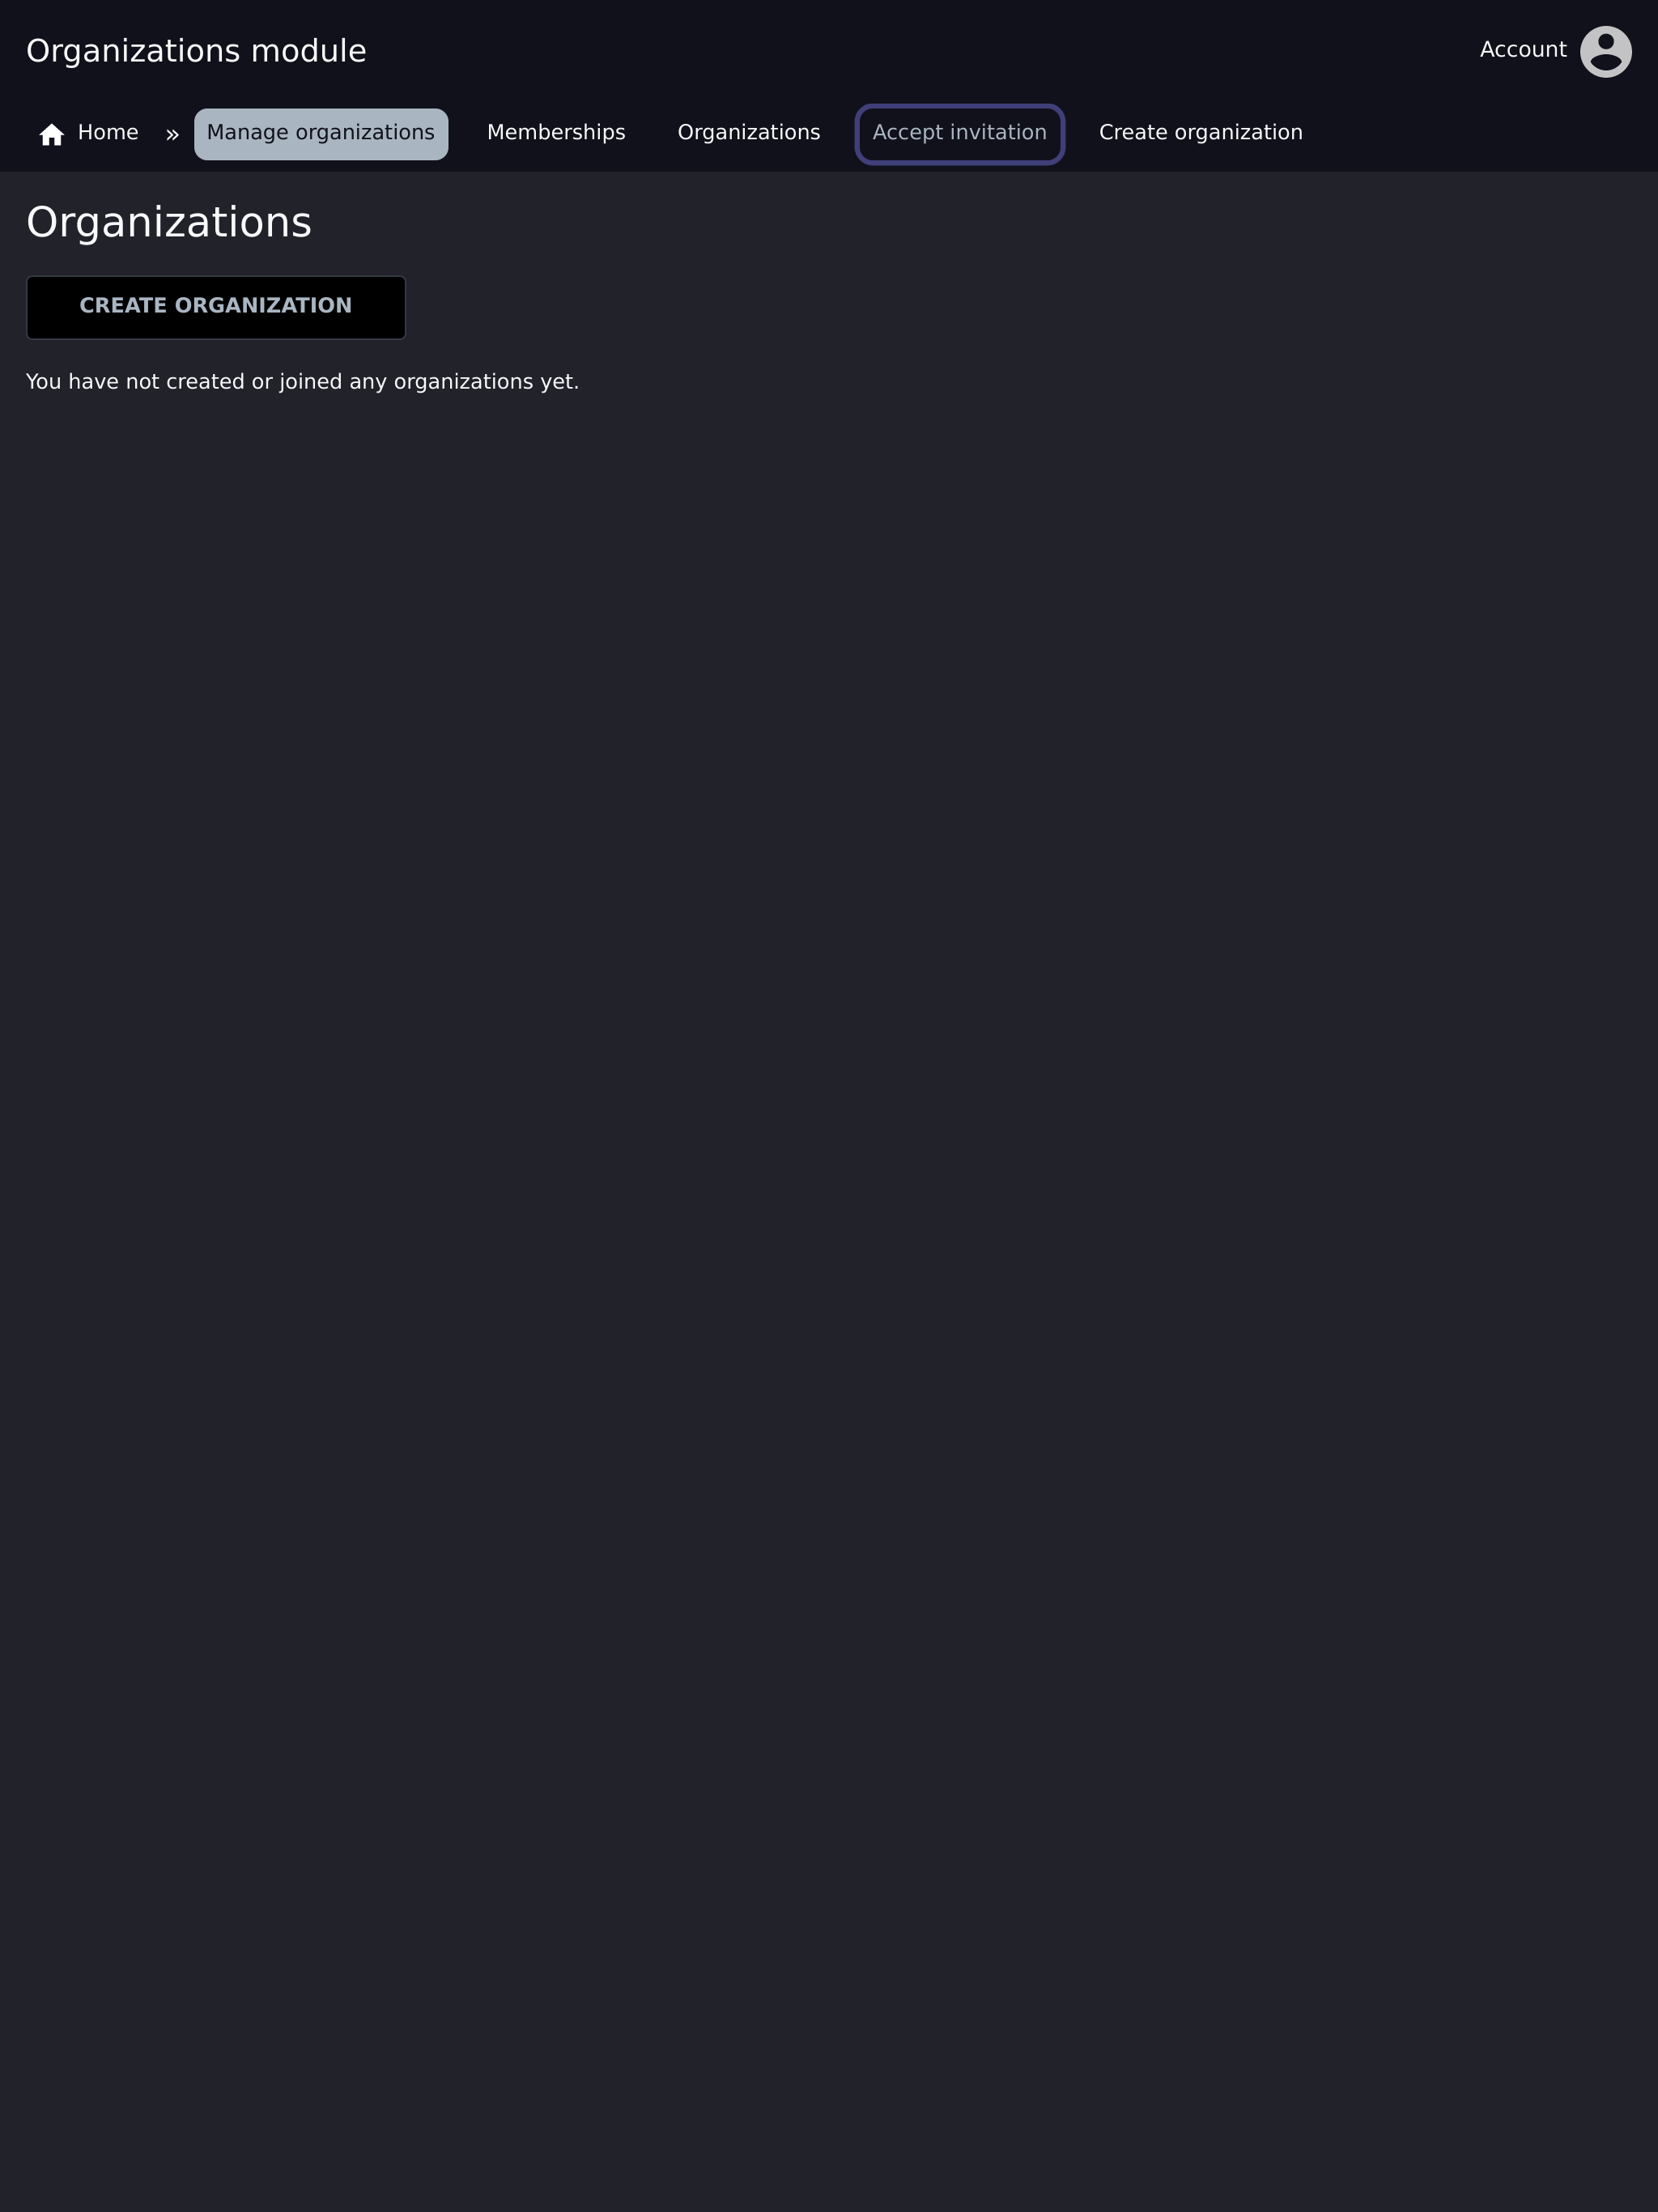 Organizations module
Account
Home » Manage organizations Memberships Organizations Accept invitation Create organization
Organizations
CREATE ORGANIZATION
You have not created or joined any organizations yet.